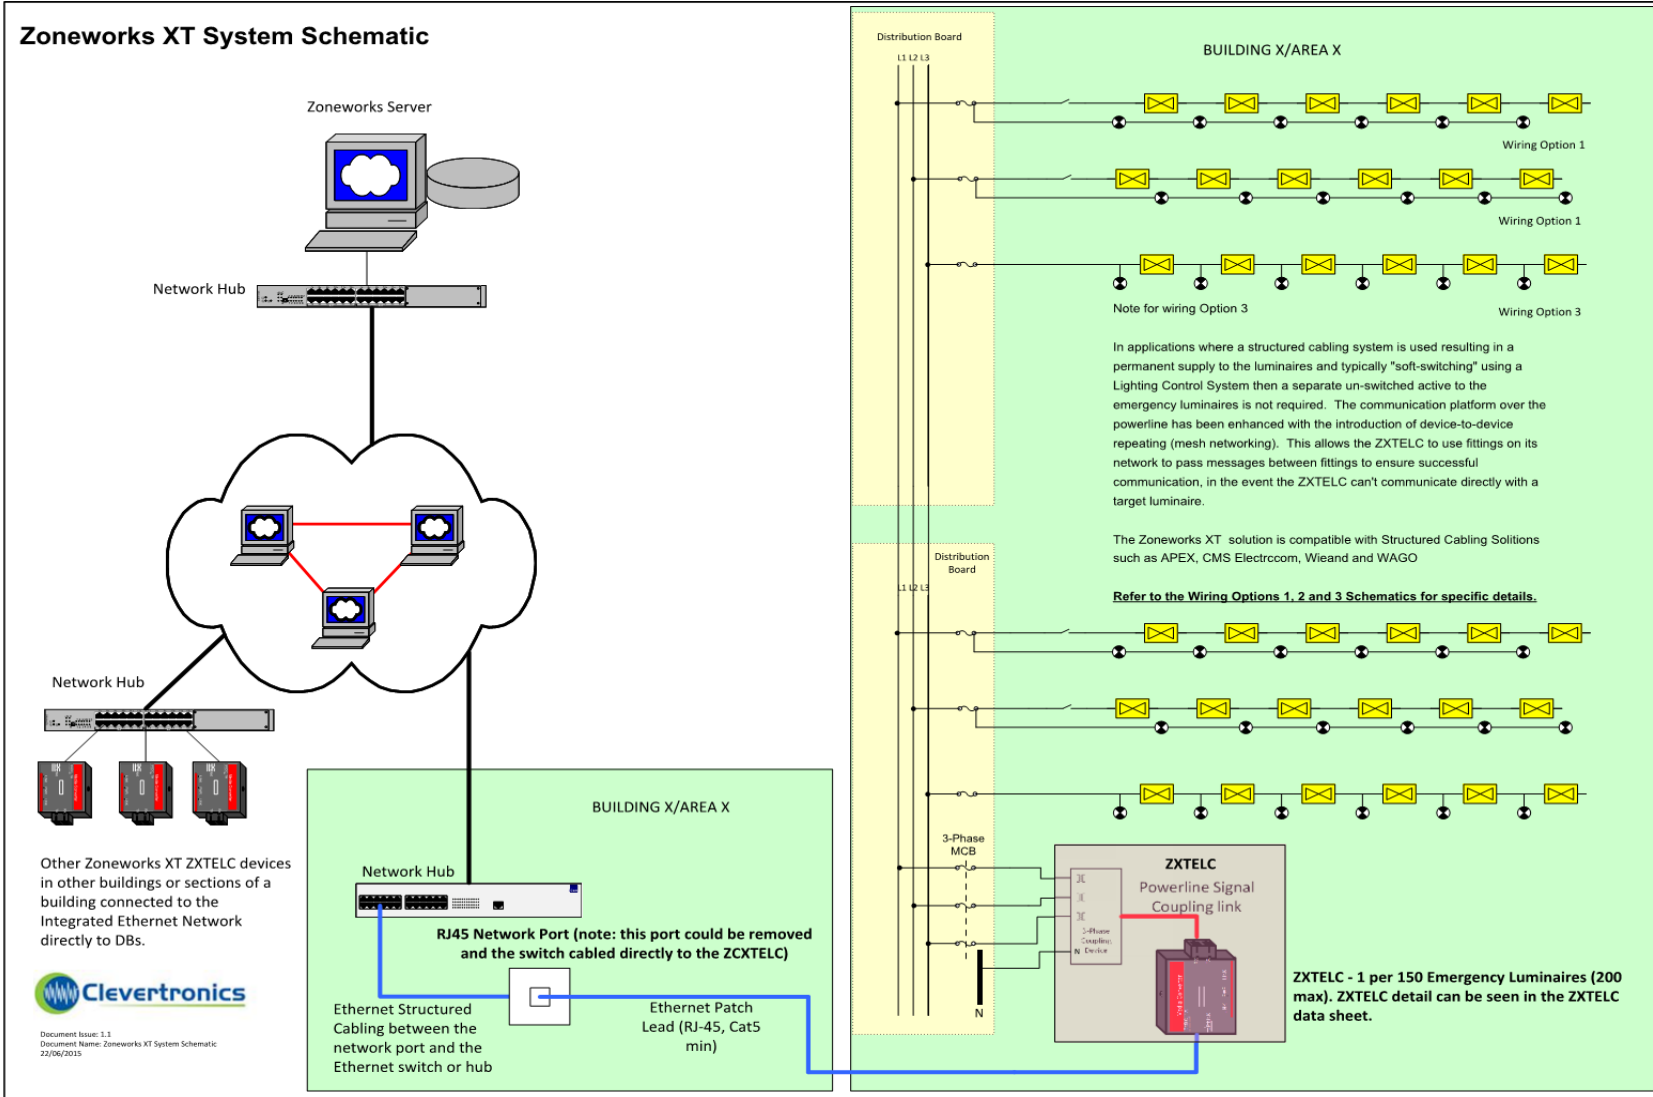 Zoneworks XT System Schematic
Zoneworks Server
Network Hub
Network Hub
Other Zoneworks XT ZXTELC devices
in other buildings or sections of a
building connected to the
Integrated Ethernet Network
directly to DBs.
Clevertronics
Document Issue: 1.1
Document Name: Zoneworks XT System Schematic
22/06/2015
BUILDING X/AREA X
Network Hub
RJ45 Network Port (note: this port could be removed
and the switch cabled directly to the ZCXTELC)
Ethernet Structured
Cabling between the
network port and the
Ethernet switch or hub
Ethernet Patch
Lead (RJ-45, Cat5
min)
Distribution Board
L1 L2 L3
BUILDING X/AREA X
Wiring Option 1
Wiring Option 1
Note for wiring Option 3
Wiring Option 3
In applications where a structured cabling system is used resulting in a
permanent supply to the luminaires and typically "soft-switching" using a
Lighting Control System then a separate un-switched active to the
emergency luminaires is not required. The communication platform over the
powerline has been enhanced with the introduction of device-to-device
repeating (mesh networking). This allows the ZXTELC to use fittings on its
network to pass messages between fittings to ensure successful
communication, in the event the ZXTELC can't communicate directly with a
target luminaire.
The Zoneworks XT solution is compatible with Structured Cabling Solitions
such as APEX, CMS Electrccom, Wieand and WAGO
Refer to the Wiring Options 1, 2 and 3 Schematics for specific details.
Distribution
Board
L1 L2 L3
3-Phase
MCB
N
ZXTELC
Powerline Signal
Coupling link
3-Phase
Coupling
N Device
ZXTELC - 1 per 150 Emergency Luminaires (200
max). ZXTELC detail can be seen in the ZXTELC
data sheet.